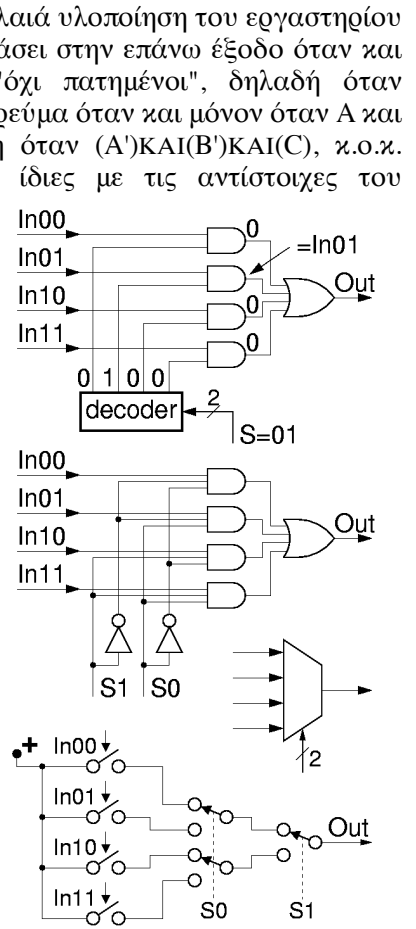 λαιά υλοποίηση του εργαστηρίου
άσει στην επάνω έξοδο όταν και
"όχι πατημένοι", δηλαδή όταν
ρεύμα όταν και μόνον όταν A και
η όταν (A')ΚΑΙ(B')ΚΑΙ(C), κ.ο.κ.
ίδιες με τις αντίστοιχες του
In00
0
In01
=In01
Out
In10
0
In11
0
0 1 0 0
decoder
2
S=01
In00
In01
Out
In10
In11
S1 S0
2
+
In00
In01
In10
Out
In11
S0
S1